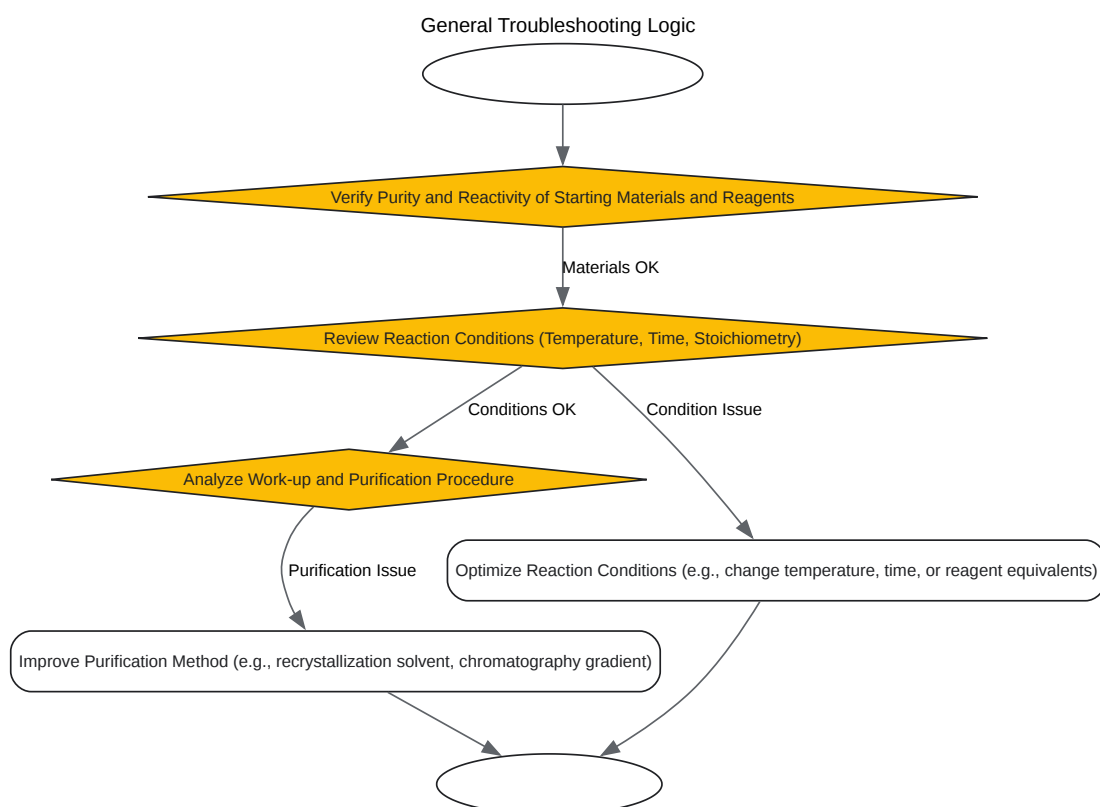 General Troubleshooting Logic
Verify Purity and Reactivity of Starting Materials and Reagents
Materials OK
Review Reaction Conditions (Temperature, Time, Stoichiometry)
Conditions OK
Condition Issue
Analyze Work-up and Purification Procedure
Purification Issue
Optimize Reaction Conditions (e.g., change temperature, time, or reagent equivalents)
Improve Purification Method (e.g., recrystallization solvent, chromatography gradient)